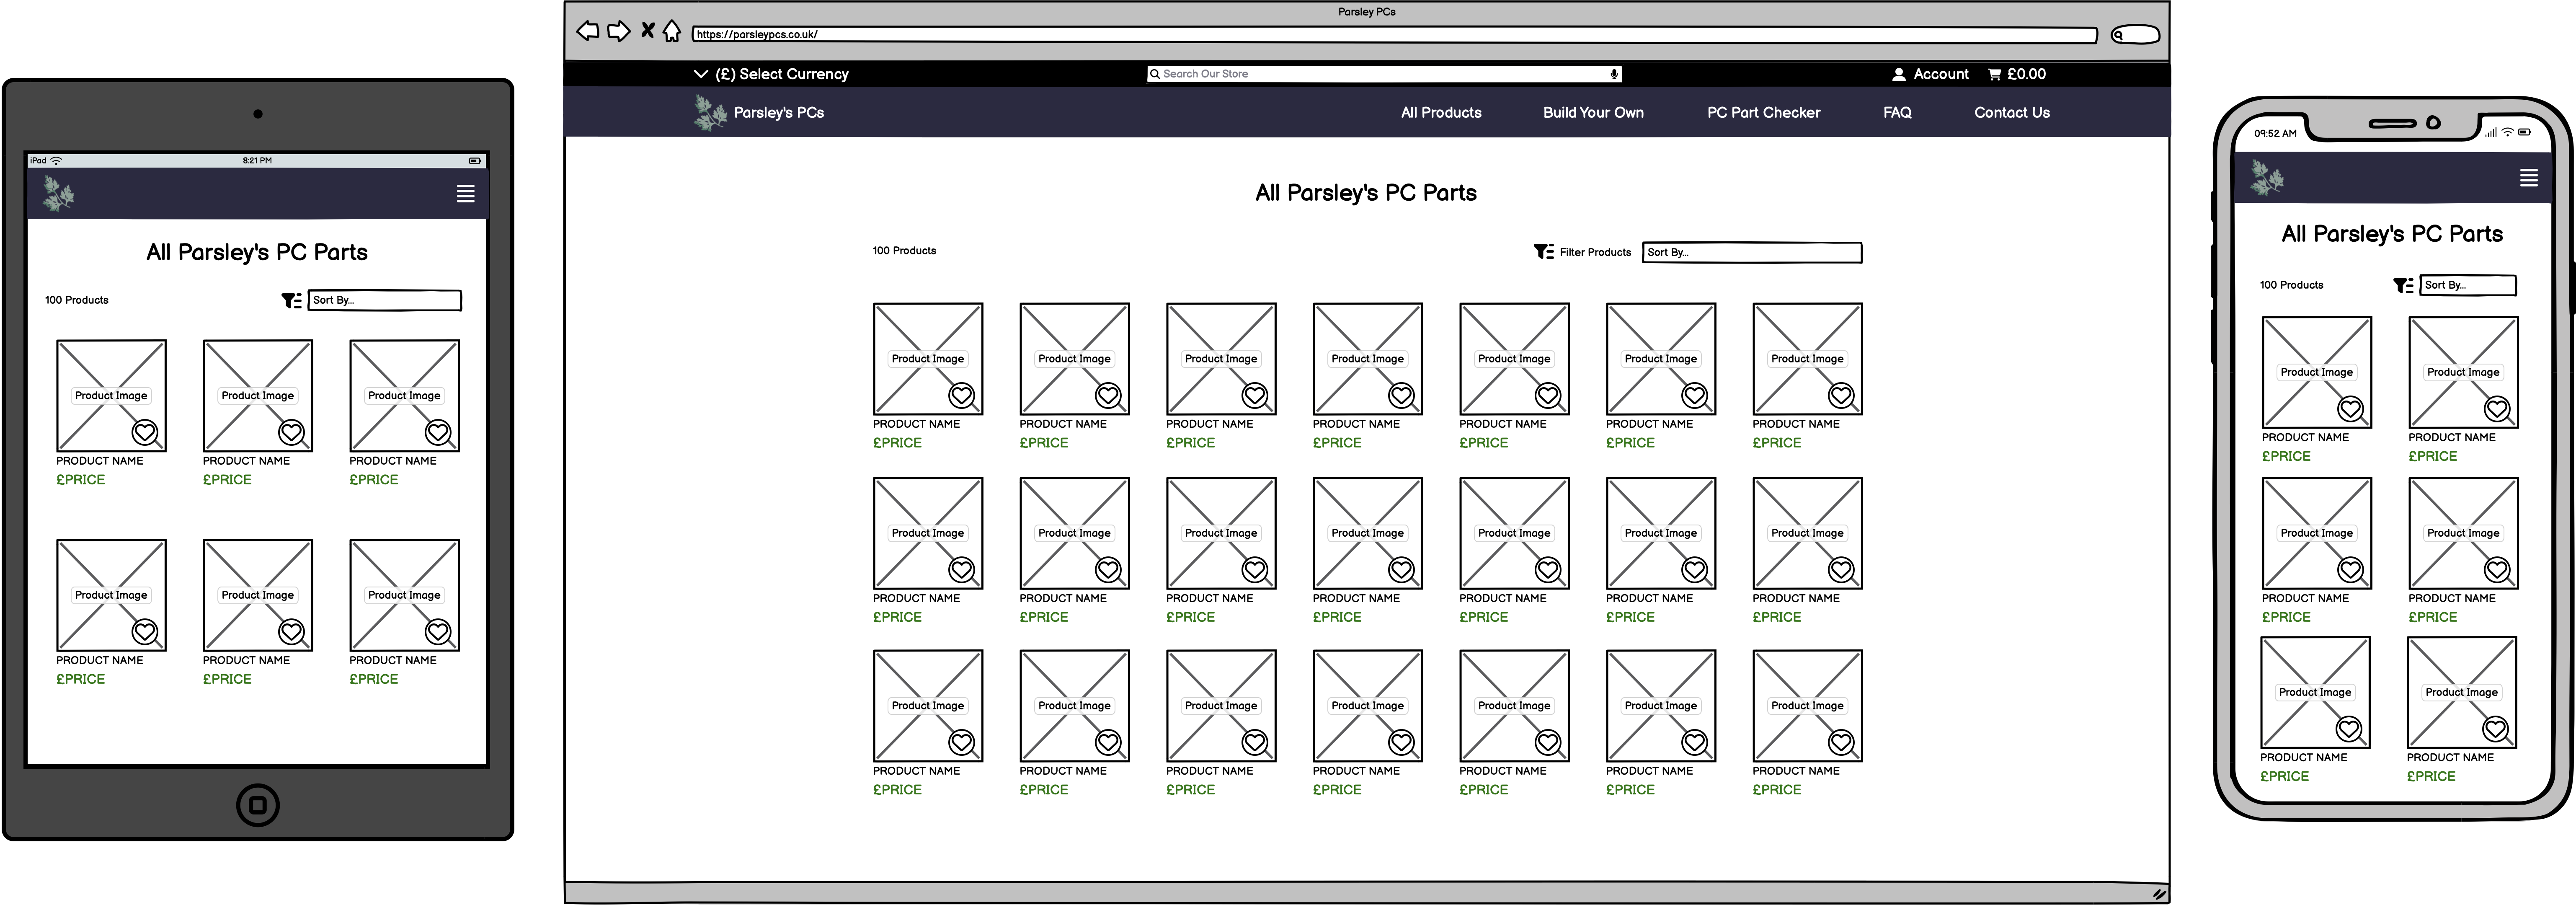 iPad
8:21 PM
All Parsley's PC Parts
100 Products
Sort By...
Product Image Product Image Product Image
PRODUCT NAME PRODUCT NAME PRODUCT NAME
£PRICE £PRICE £PRICE
Product Image Product Image Product Image
PRODUCT NAME PRODUCT NAME PRODUCT NAME
£PRICE £PRICE £PRICE
Parsley PCs
https://parsleypcs.co.uk/
(£) Select Currency
Search Our Store
Account
£0.00
Parsley's PCs
All Products
Build Your Own
PC Part Checker
FAQ
Contact Us
All Parsley's PC Parts
100 Products
Filter Products
Sort By...
Product Image Product Image Product Image Product Image Product Image Product Image Product Image
PRODUCT NAME PRODUCT NAME PRODUCT NAME PRODUCT NAME PRODUCT NAME PRODUCT NAME PRODUCT NAME
£PRICE £PRICE £PRICE £PRICE £PRICE £PRICE £PRICE
Product Image Product Image Product Image Product Image Product Image Product Image Product Image
PRODUCT NAME PRODUCT NAME PRODUCT NAME PRODUCT NAME PRODUCT NAME PRODUCT NAME PRODUCT NAME
£PRICE £PRICE £PRICE £PRICE £PRICE £PRICE £PRICE
Product Image Product Image Product Image Product Image Product Image Product Image Product Image
PRODUCT NAME PRODUCT NAME PRODUCT NAME PRODUCT NAME PRODUCT NAME PRODUCT NAME PRODUCT NAME
£PRICE £PRICE £PRICE £PRICE £PRICE £PRICE £PRICE
09:52 AM
All Parsley's PC Parts
100 Products
Sort By...
Product Image Product Image
PRODUCT NAME PRODUCT NAME
£PRICE £PRICE
Product Image Product Image
PRODUCT NAME PRODUCT NAME
£PRICE £PRICE
Product Image Product Image
PRODUCT NAME PRODUCT NAME
£PRICE £PRICE